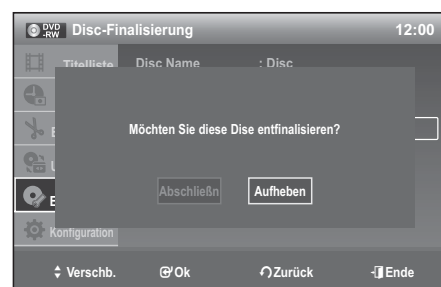 DVD-RW Disc-Finalisierung 12:00
Titelliste Disc Name : Disc
Möchten Sie diese Dise entfinalisieren?
Abschließn Aufheben
Konfiguration
Verschb. Ok Zurück Ende